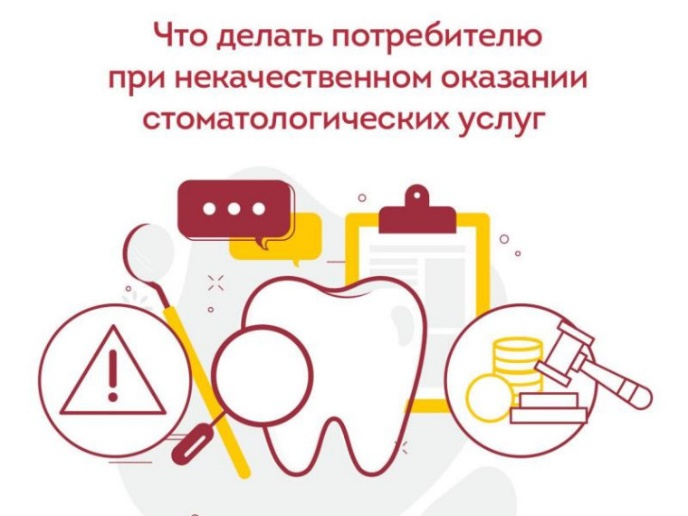 Что делать потребителю
при некачественном оказании
стоматологических услуг